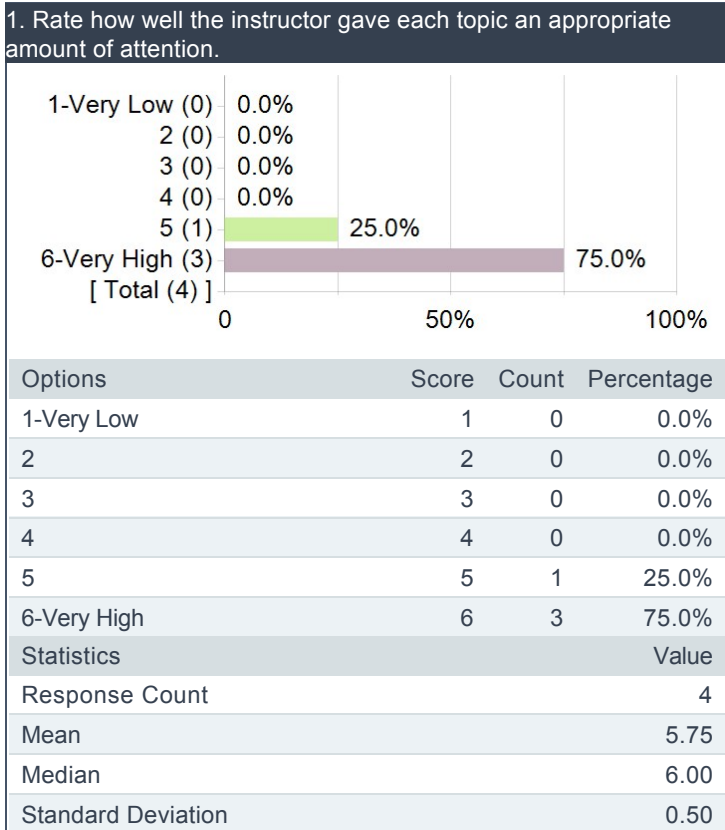 1. Rate how well the instructor gave each topic an appropriate
amount of attention.
1-Very Low (0) 0.0%
2 (0) 0.0%
3 (0) 0.0%
4 (0) 0.0%
5 (1) 25.0%
6-Very High (3) 75.0%
[ Total (4) ]
0 50% 100%
Options Score Count Percentage
1-Very Low 1 0 0.0%
2 2 0 0.0%
3 3 0 0.0%
4 4 0 0.0%
5 5 1 25.0%
6-Very High 6 3 75.0%
Statistics Value
Response Count 4
Mean 5.75
Median 6.00
Standard Deviation 0.50